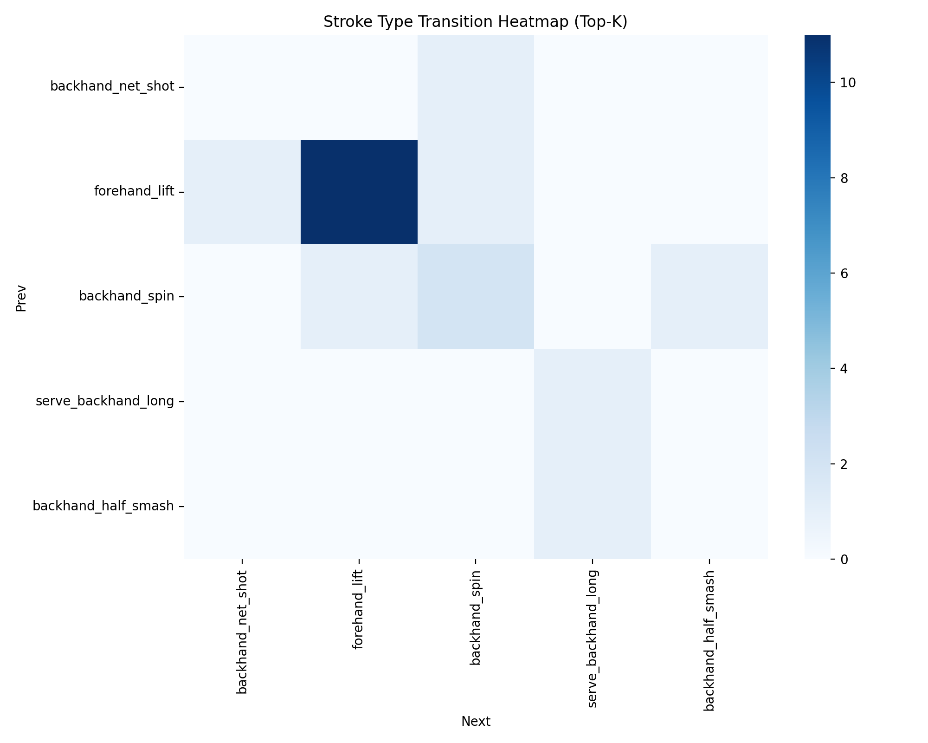 Stroke Type Transition Heatmap (Top-K)
backhand_net_shot
forehand_lift
backhand_spin
serve_backhand_long
backhand_half_smash
Prev
backhand_net_shot
forehand_lift
backhand_spin
serve_backhand_long
backhand_half_smash
Next
10
8
6
4
2
0